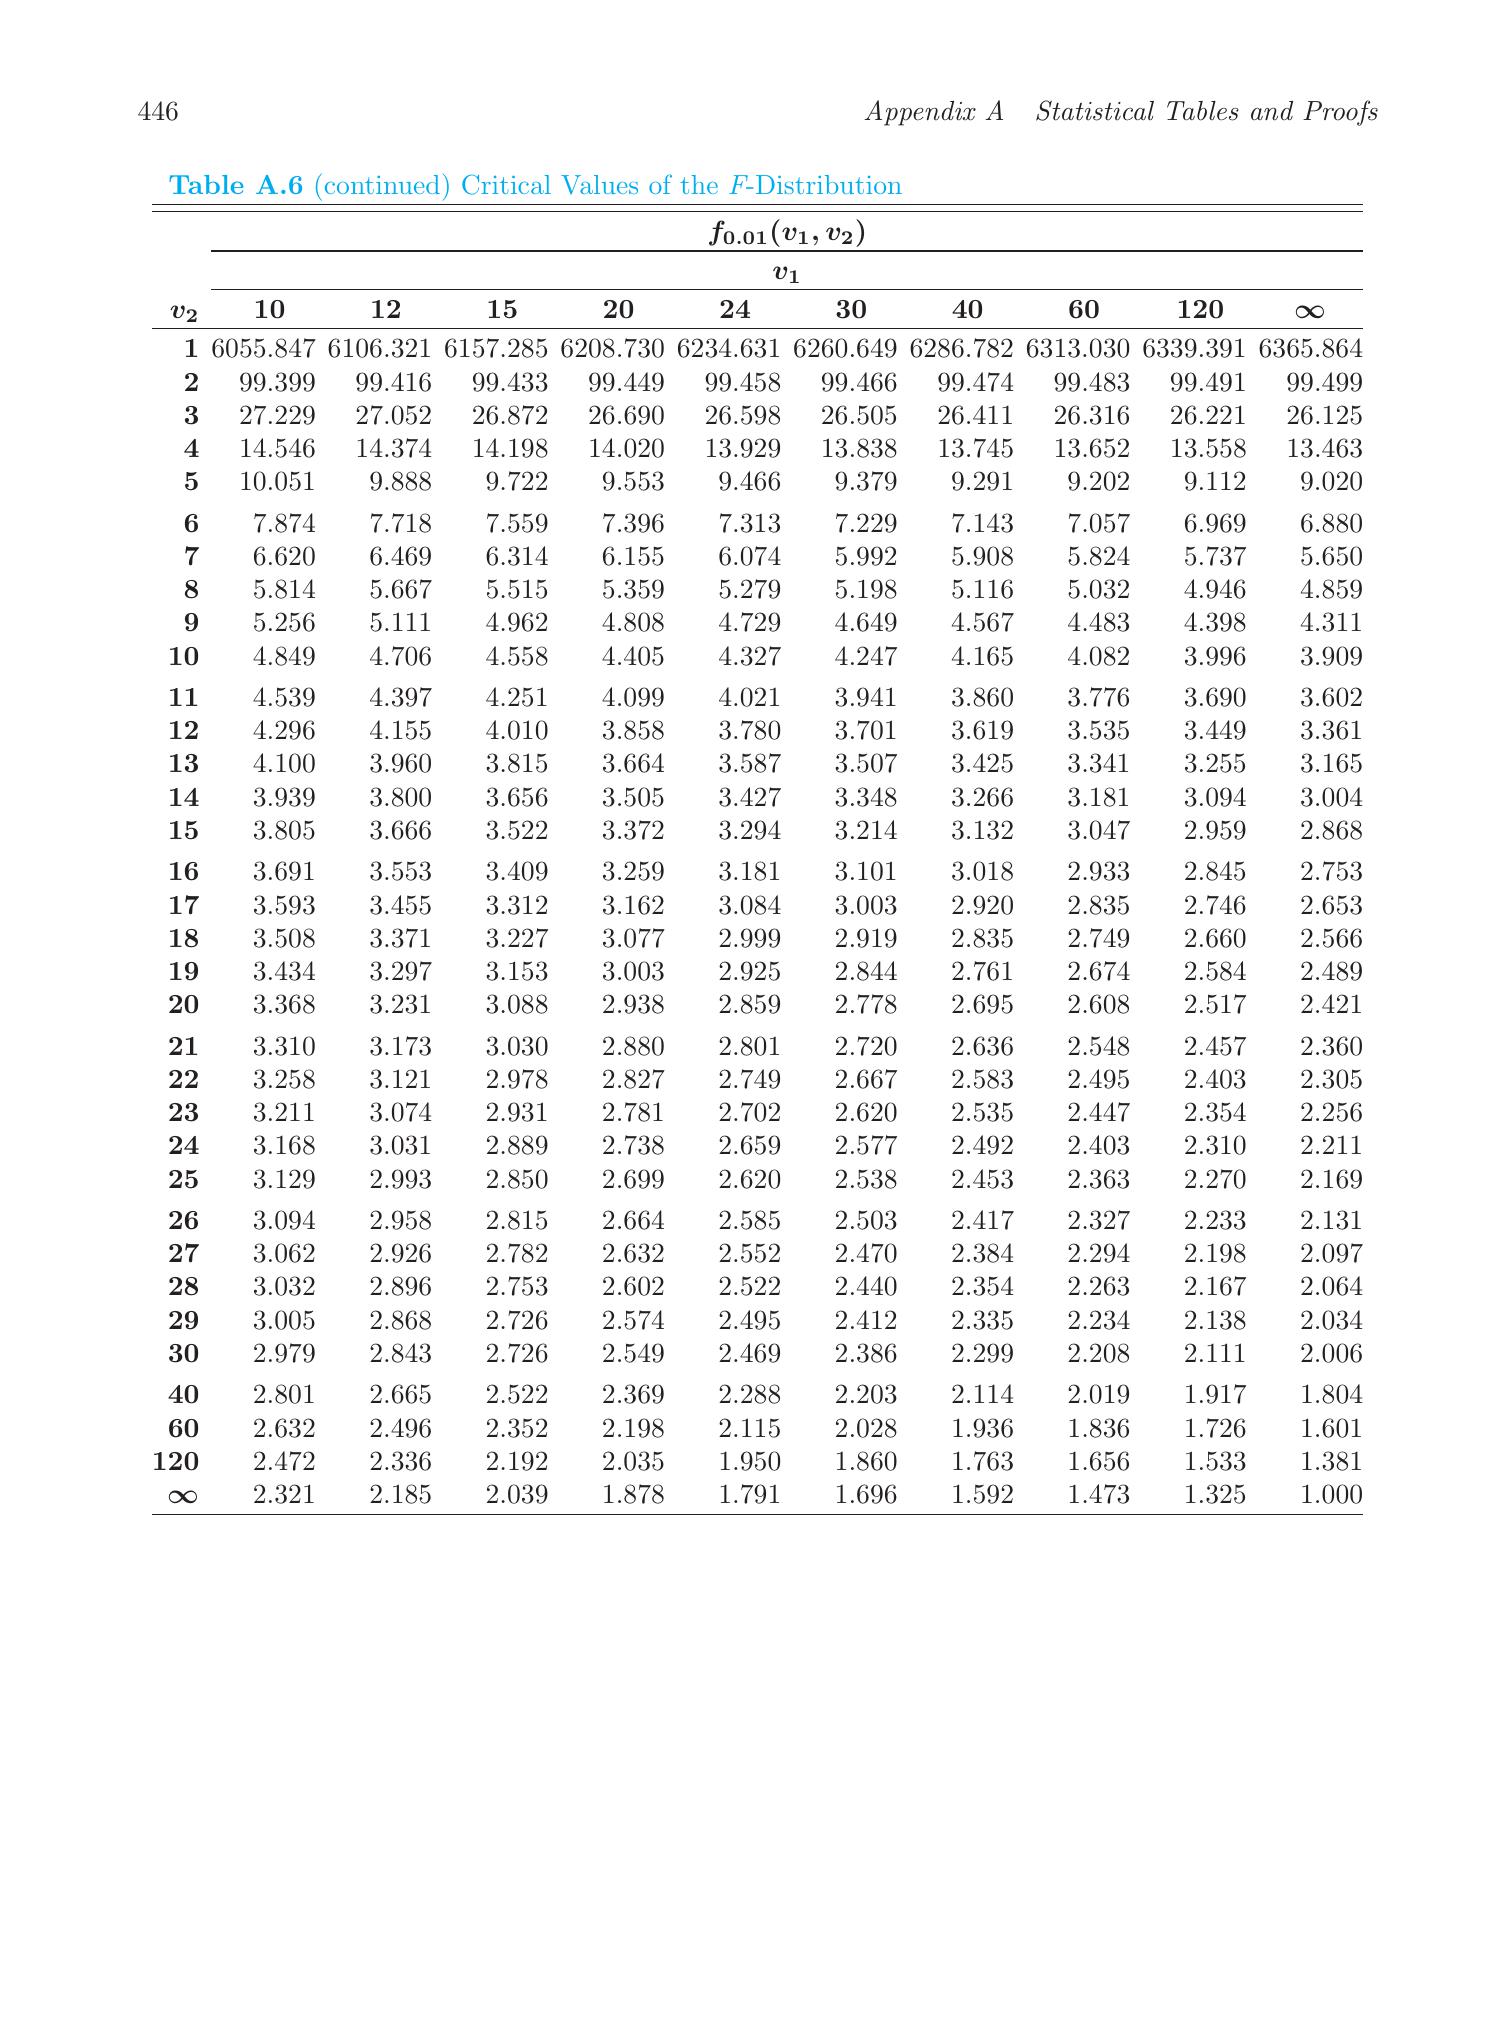 446 Appendix A Statistical Tables and Proofs
Table A.6 (continued) Critical Values of the F-Distribution
f0.01(v1, v2)
v1
v2 10 12 15 20 24 30 40 60 120 ∞
1 6055.847 6106.321 6157.285 6208.730 6234.631 6260.649 6286.782 6313.030 6339.391 6365.864
2 99.399 99.416 99.433 99.449 99.458 99.466 99.474 99.483 99.491 99.499
3 27.229 27.052 26.872 26.690 26.598 26.505 26.411 26.316 26.221 26.125
4 14.546 14.374 14.198 14.020 13.929 13.838 13.745 13.652 13.558 13.463
5 10.051 9.888 9.722 9.553 9.466 9.379 9.291 9.202 9.112 9.020
6 7.874 7.718 7.559 7.396 7.313 7.229 7.143 7.057 6.969 6.880
7 6.620 6.469 6.314 6.155 6.074 5.992 5.908 5.824 5.737 5.650
8 5.814 5.667 5.515 5.359 5.279 5.198 5.116 5.032 4.946 4.859
9 5.256 5.111 4.962 4.808 4.729 4.649 4.567 4.483 4.398 4.311
10 4.849 4.706 4.558 4.405 4.327 4.247 4.165 4.082 3.996 3.909
11 4.539 4.397 4.251 4.099 4.021 3.941 3.860 3.776 3.690 3.602
12 4.296 4.155 4.010 3.858 3.780 3.701 3.619 3.535 3.449 3.361
13 4.100 3.960 3.815 3.664 3.587 3.507 3.425 3.341 3.255 3.165
14 3.939 3.800 3.656 3.505 3.427 3.348 3.266 3.181 3.094 3.004
15 3.805 3.666 3.522 3.372 3.294 3.214 3.132 3.047 2.959 2.868
16 3.691 3.553 3.409 3.259 3.181 3.101 3.018 2.933 2.845 2.753
17 3.593 3.455 3.312 3.162 3.084 3.003 2.920 2.835 2.746 2.653
18 3.508 3.371 3.227 3.077 2.999 2.919 2.835 2.749 2.660 2.566
19 3.434 3.297 3.153 3.003 2.925 2.844 2.761 2.674 2.584 2.489
20 3.368 3.231 3.088 2.938 2.859 2.778 2.695 2.608 2.517 2.421
21 3.310 3.173 3.030 2.880 2.801 2.720 2.636 2.548 2.457 2.360
22 3.258 3.121 2.978 2.827 2.749 2.667 2.583 2.495 2.403 2.305
23 3.211 3.074 2.931 2.781 2.702 2.620 2.535 2.447 2.354 2.256
24 3.168 3.031 2.889 2.738 2.659 2.577 2.492 2.403 2.310 2.211
25 3.129 2.993 2.850 2.699 2.620 2.538 2.453 2.363 2.270 2.169
26 3.094 2.958 2.815 2.664 2.585 2.503 2.417 2.327 2.233 2.131
27 3.062 2.926 2.782 2.632 2.552 2.470 2.384 2.294 2.198 2.097
28 3.032 2.896 2.753 2.602 2.522 2.440 2.354 2.263 2.167 2.064
29 3.005 2.868 2.726 2.574 2.495 2.412 2.335 2.234 2.138 2.034
30 2.979 2.843 2.726 2.549 2.469 2.386 2.299 2.208 2.111 2.006
40 2.801 2.665 2.522 2.369 2.288 2.203 2.114 2.019 1.917 1.804
60 2.632 2.496 2.352 2.198 2.115 2.028 1.936 1.836 1.726 1.601
120 2.472 2.336 2.192 2.035 1.950 1.860 1.763 1.656 1.533 1.381
∞ 2.321 2.185 2.039 1.878 1.791 1.696 1.592 1.473 1.325 1.000